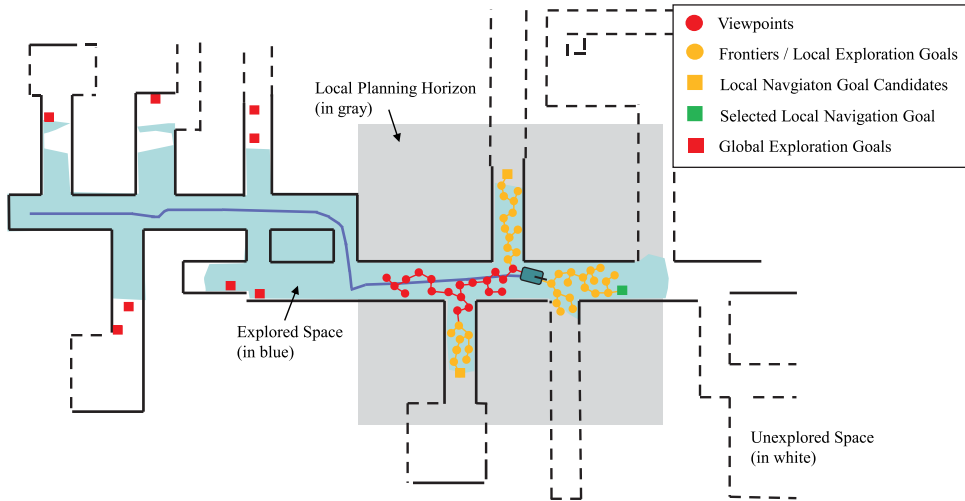 Viewpoints
Frontiers / Local Exploration Goals
Local Navgiaton Goal Candidates
Selected Local Navigation Goal
Global Exploration Goals
Local Planning Horizon
(in gray)
Explored Space
(in blue)
Unexplored Space
(in white)